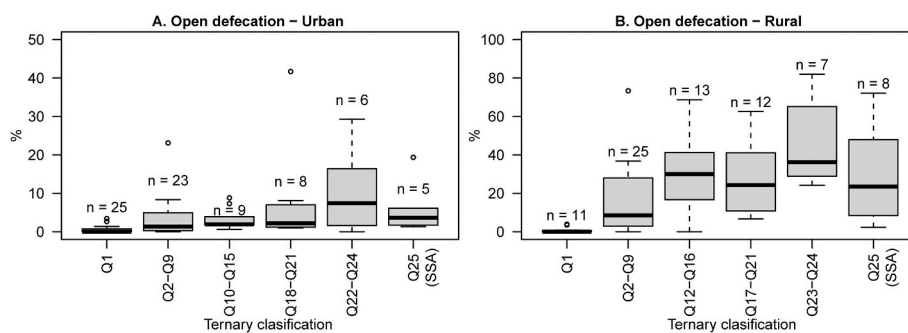 A. Open defecation − Urban
50
40
30
20
10
0
%
n = 25
n = 23
n = 9
n = 8
n = 6
n = 5
Q1
Q2−Q9
Q10−Q15
Q18−Q21
Q22−Q24
Q25
(SSA)
Ternary clasification
B. Open defecation − Rural
100
80
60
40
20
0
%
n = 11
n = 25
n = 13
n = 12
n = 7
n = 8
Q1
Q2−Q9
Q12−Q16
Q17−Q21
Q23−Q24
Q25
(SSA)
Ternary clasification